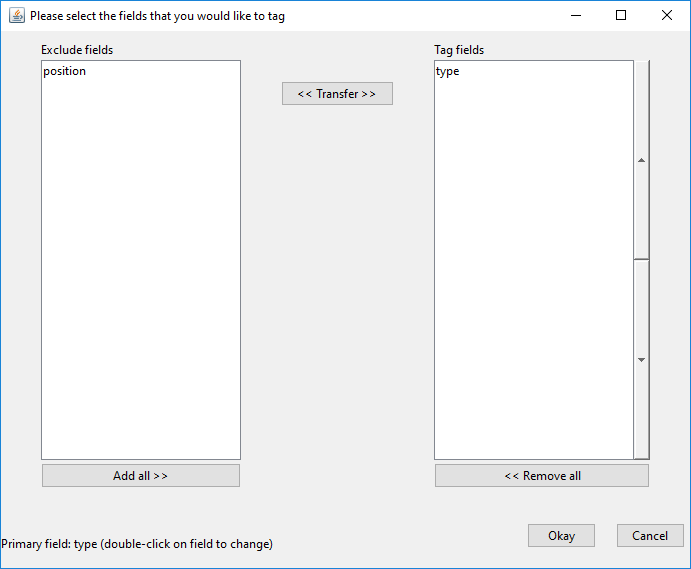 Please select the fields that you would like to tag
Exclude fields
Tag fields
position
<< Transfer >>
type
Add all >>
<< Remove all
Okay
Cancel
Primary field: type (double-click on field to change)